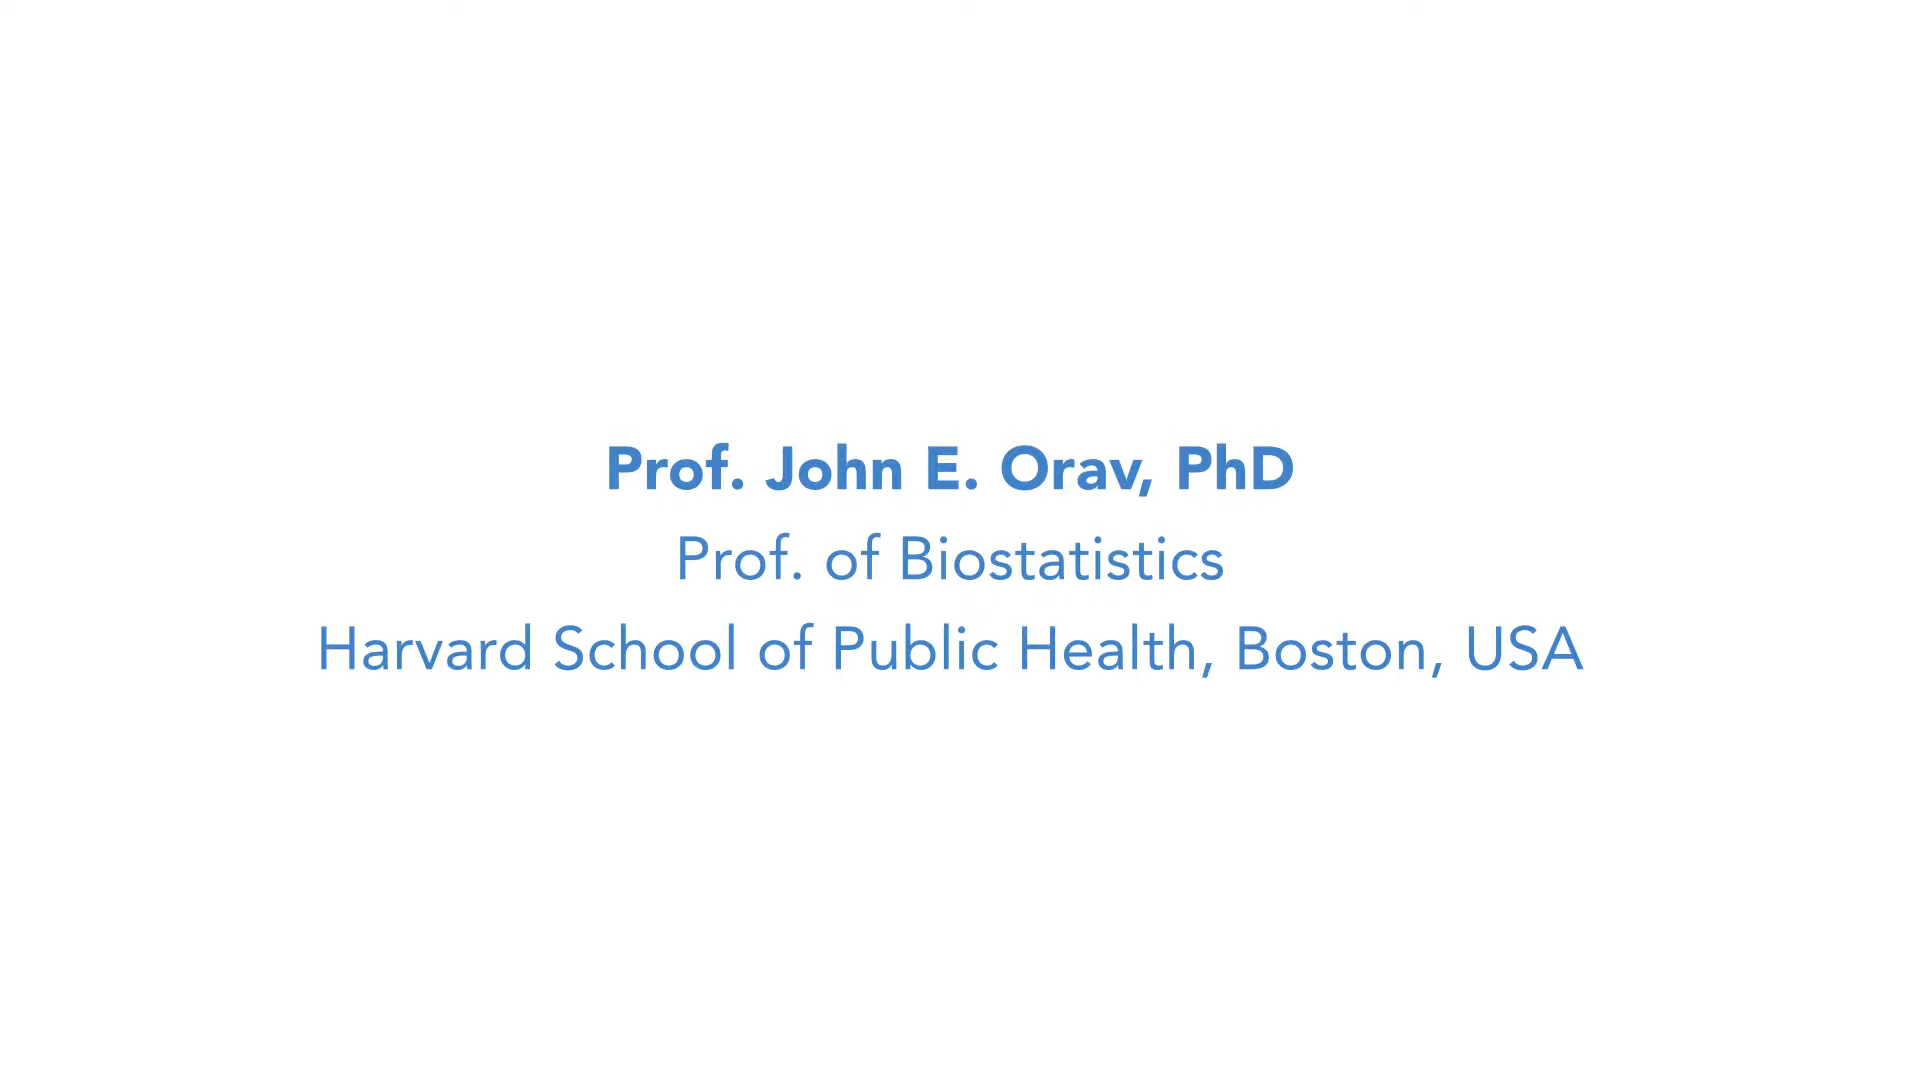 Prof. John E. Orav, PhD
Prof. of Biostatistics
Harvard School of Public Health, Boston, USA